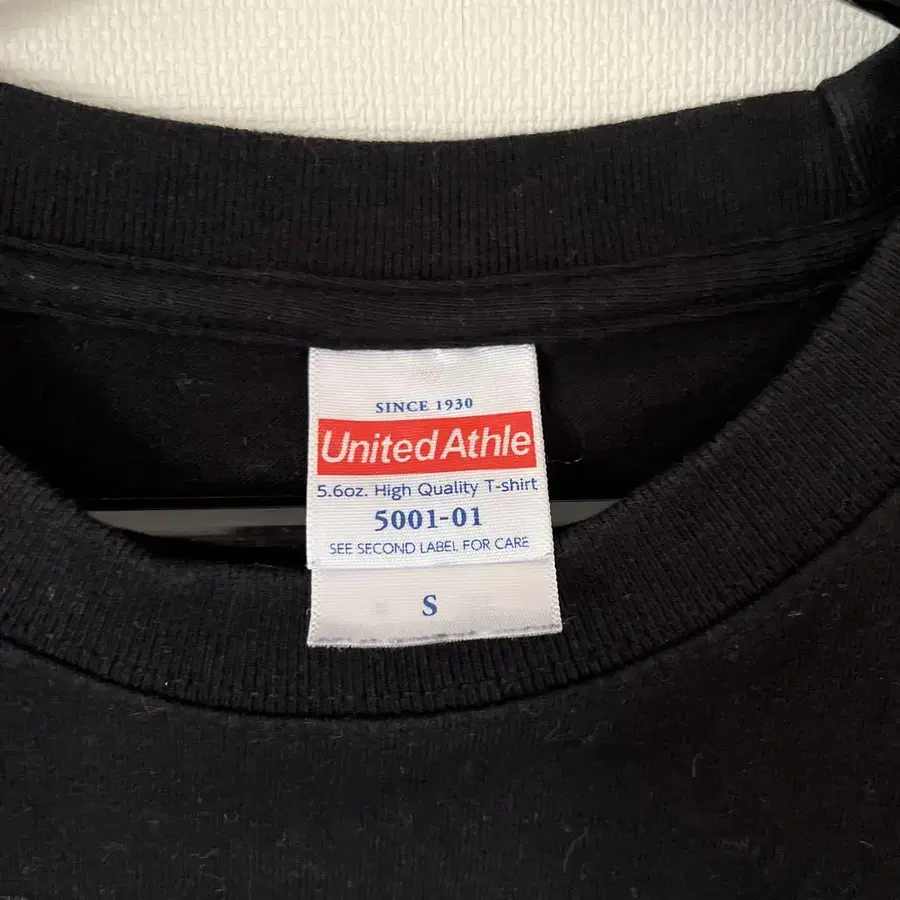 SINCE 1930
United Athle
5.6oz. High Quality T-shirt
5001-01
SEE SECOND LABEL FOR CARE
S